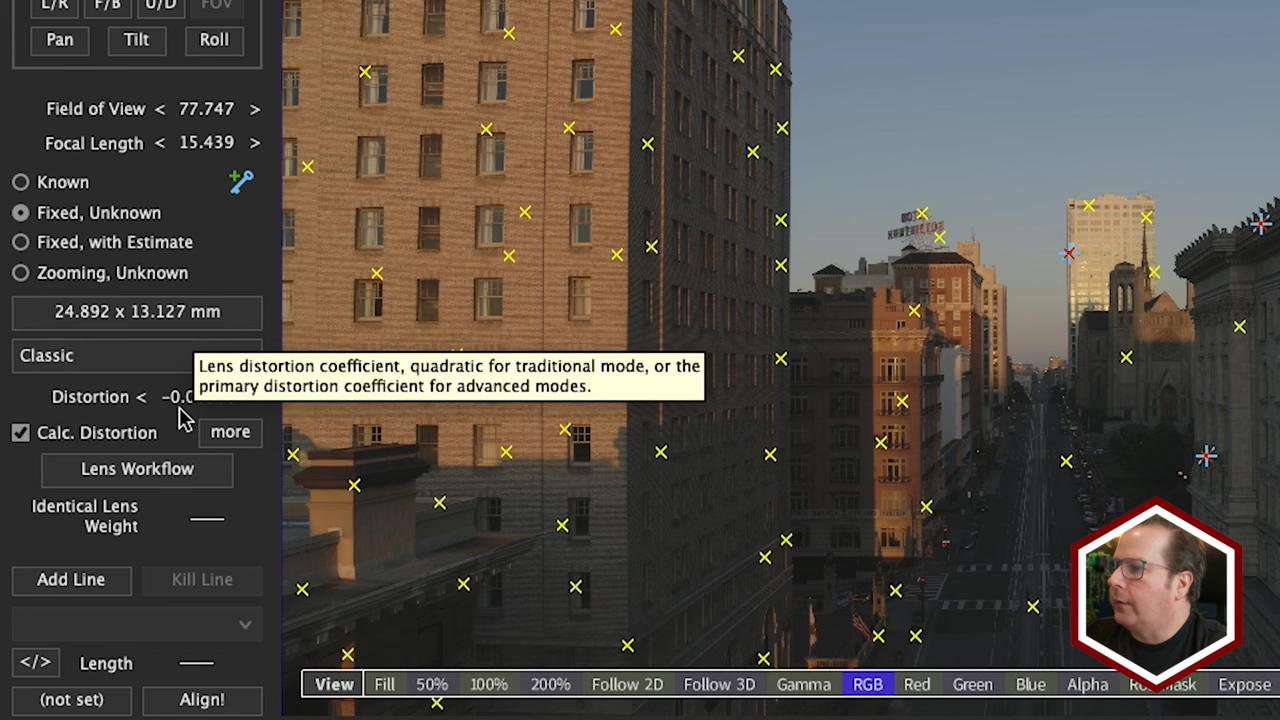 L/R F/B U/D FOV
Pan Tilt Roll
Field of View < 77.747 >
Focal Length < 15.439 >
Known
Fixed, Unknown
Fixed, with Estimate
Zooming, Unknown
24.892 x 13.127 mm
Classic
Lens distortion coefficient, quadratic for traditional mode, or the
primary distortion coefficient for advanced modes.
Distortion < -0.0
Calc. Distortion more
Lens Workflow
Identical Lens
Weight
Add Line Kill Line
</> Length
(not set) Align!
View Fill 50% 100% 200% Follow 2D Follow 3D Gamma RGB Red Green Blue Alpha Expose